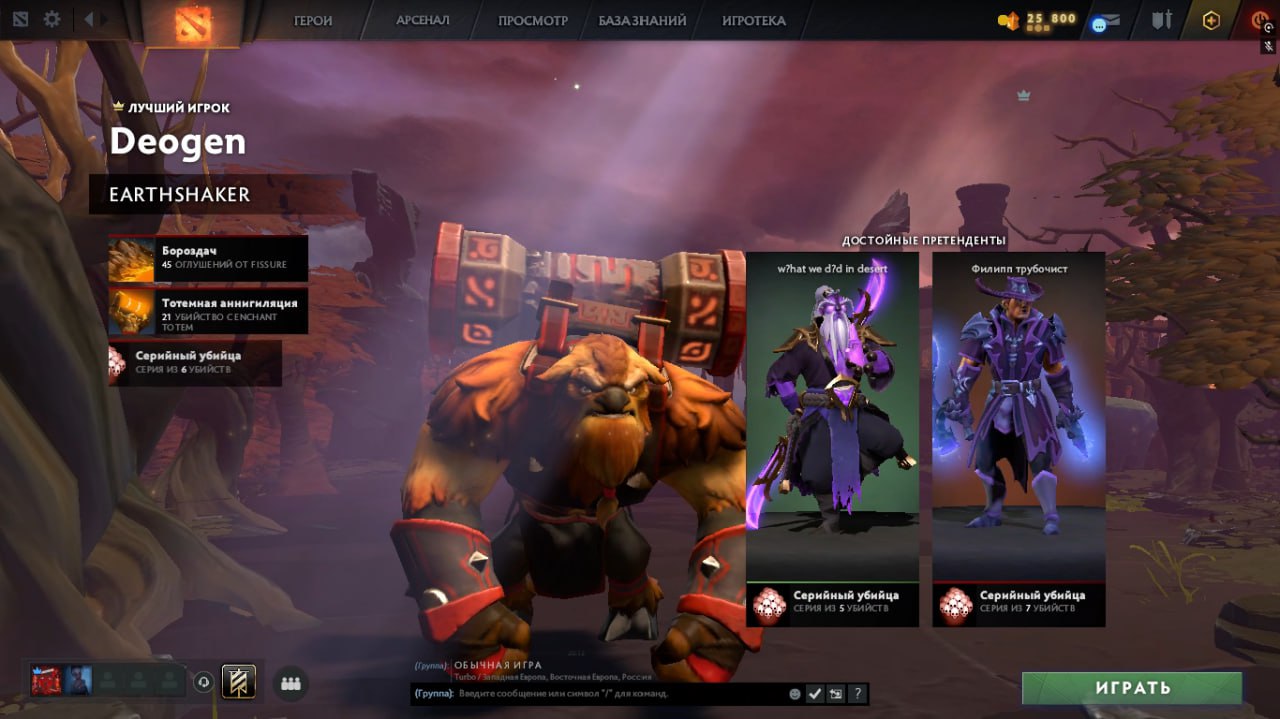 ГЕРОИ
АРСЕНАЛ
ПРОСМОТР
БАЗА ЗНАНИЙ
ИГРОТЕКА
25 800
ЛУЧШИЙ ИГРОК
Deogen
EARTHSHAKER
Бороздач
45 ОГЛУШЕНИЙ ОТ FISSURE
Тотемная аннигиляция
21 УБИЙСТВО С ENCHANT
TOTEM
Серийный убийца
СЕРИЯ ИЗ 6 УБИЙСТВ
ДОСТОЙНЫЕ ПРЕТЕНДЕНТЫ
w?hat we d?d in desert
Филипп трубочист
Серийный убийца
СЕРИЯ ИЗ 5 УБИЙСТВ
Серийный убийца
СЕРИЯ ИЗ 7 УБИЙСТВ
(Группа): ОБЫЧНАЯ ИГРА
Turbo / Западная Европа, Восточная Европа, Россия
(Группа): Введите сообщение или символ "/" для команд.
?
ИГРАТЬ